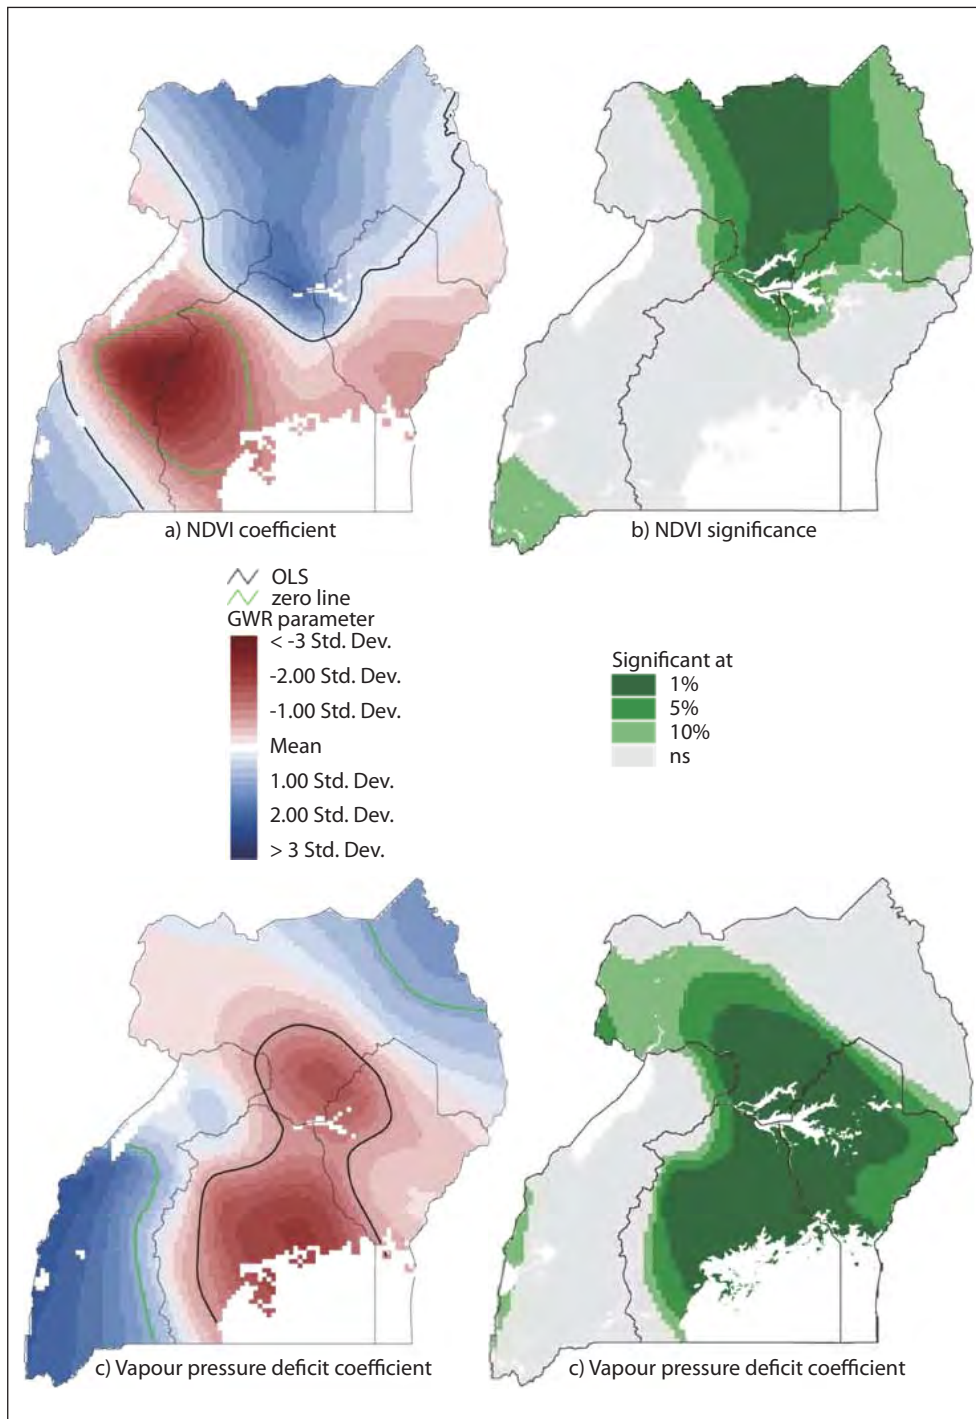 a) NDVI coefficient
b) NDVI significance
OLS
zero line
GWR parameter
< -3 Std. Dev.
-2.00 Std. Dev.
-1.00 Std. Dev.
Mean
1.00 Std. Dev.
2.00 Std. Dev.
> 3 Std. Dev.
Significant at
1%
5%
10%
ns
c) Vapour pressure deficit coefficient
c) Vapour pressure deficit coefficient